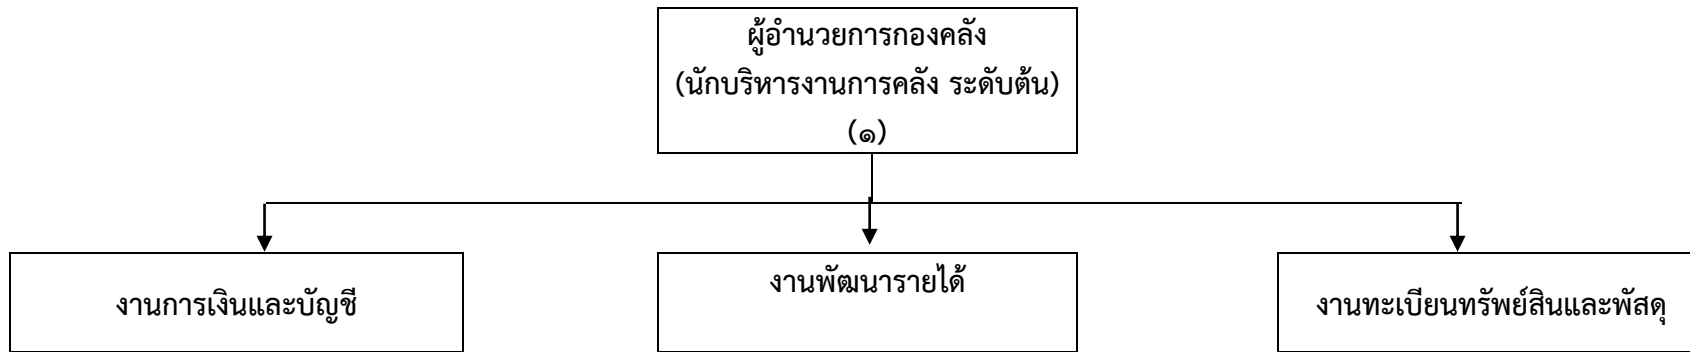 ผู้อำนวยการกองคลัง
(นักบริหารงานการคลัง ระดับต้น)
(๑)
งานการเงินและบัญชี
งานพัฒนารายได้
งานทะเบียนทรัพย์สินและพัสดุ